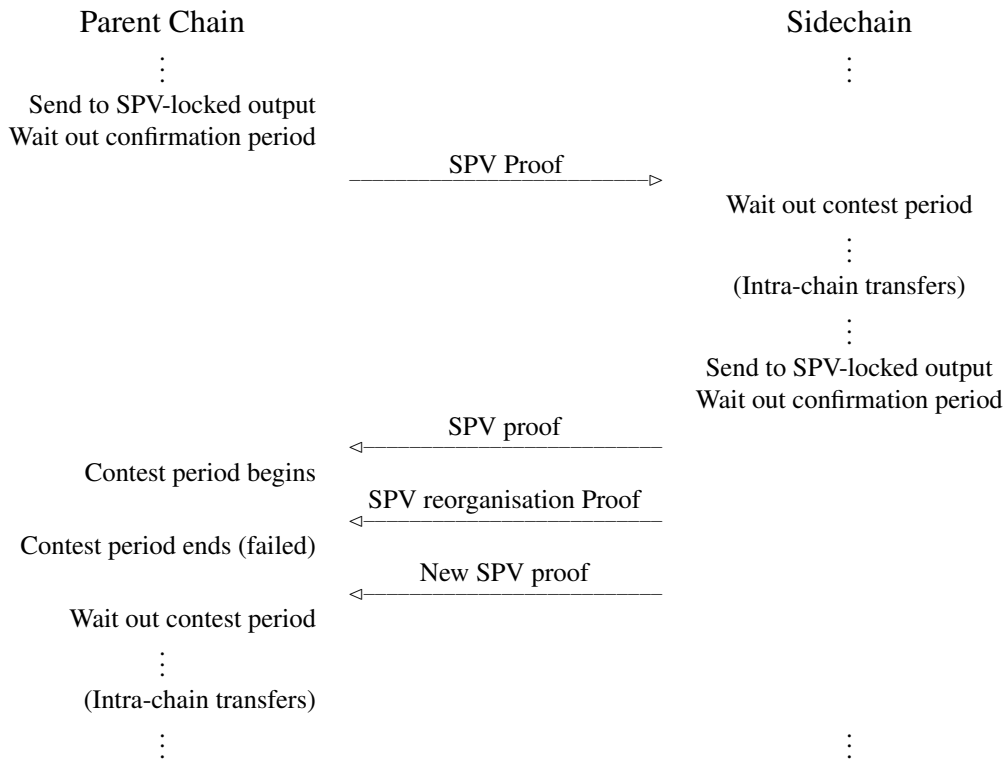 Parent Chain
Sidechain
⋮
⋮
Send to SPV-locked output
Wait out confirmation period
SPV Proof
Wait out contest period
⋮
(Intra-chain transfers)
⋮
Send to SPV-locked output
Wait out confirmation period
SPV proof
Contest period begins
SPV reorganisation Proof
Contest period ends (failed)
New SPV proof
Wait out contest period
⋮
(Intra-chain transfers)
⋮
⋮